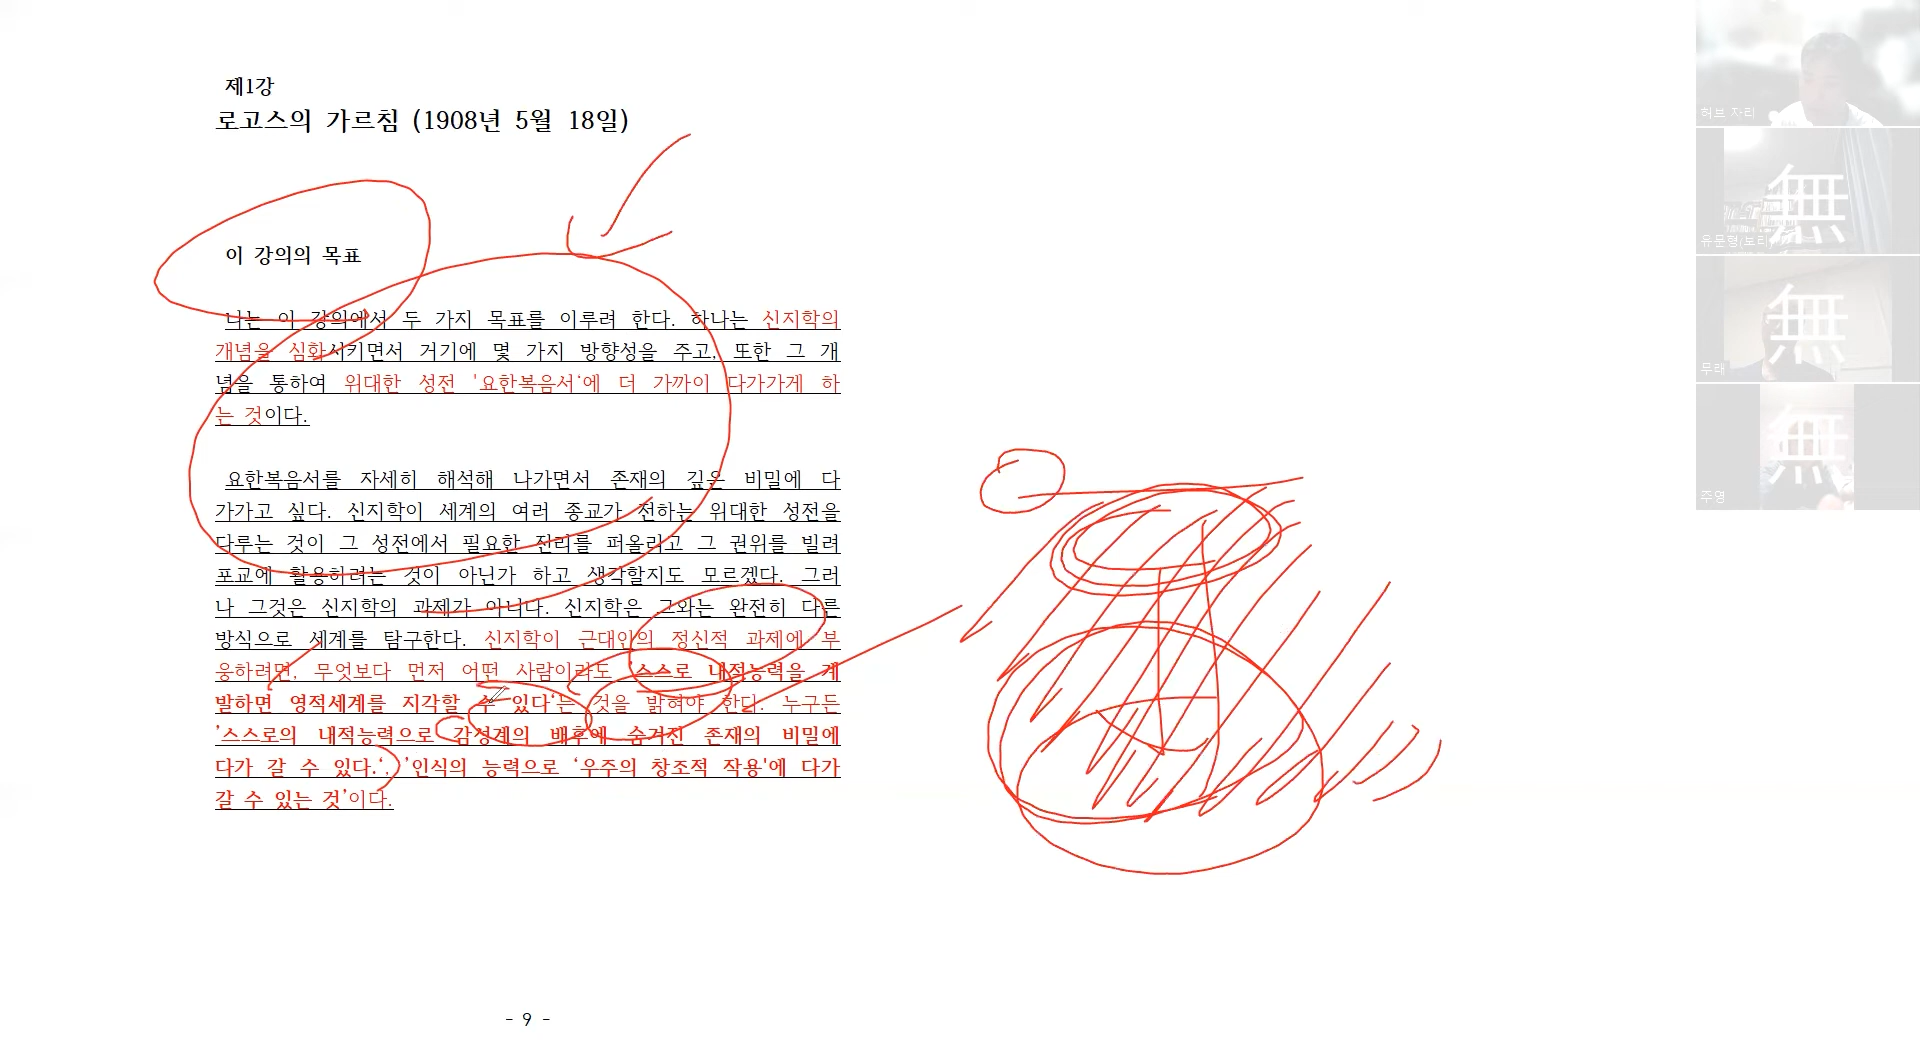 제1강
로고스의 가르침 (1908년 5월 18일)
이 강의의 목표
나는 이 강의에서 두 가지 목표를 이루려 한다. 하나는 신지학의
개념을 심화시키면서 거기에 몇 가지 방향성을 주고, 또한 그 개
념을 통하여 위대한 성전 '요한복음서‘에 더 가까이 다가가게 하
는 것이다.
요한복음서를 자세히 해석해 나가면서 존재의 깊은 비밀에 다
가가고 싶다. 신지학이 세계의 여러 종교가 전하는 위대한 성전을
다루는 것이 그 성전에서 필요한 진리를 퍼올리고 그 권위를 빌려
포교에 활용하려는 것이 아닌가 하고 생각할지도 모르겠다. 그러
나 그것은 신지학의 과제가 아니다. 신지학은 그와는 완전히 다른
방식으로 세계를 탐구한다. 신지학이 근대인의 정신적 과제에 부
응하려면, 무엇보다 먼저 어떤 사람이라도 '스스로 내적능력을 계
발하면 영적세계를 지각할 수 있다‘는 것을 밝혀야 한다. 누구든
'스스로의 내적능력으로 감성계의 배후에 숨겨진 존재의 비밀에
다가 갈 수 있다.‘, '인식의 능력으로 ‘우주의 창조적 작용'에 다가
갈 수 있는 것'이다.
- 9 -
허브 자리
無
유문형(보리)
無
무래
無
주영